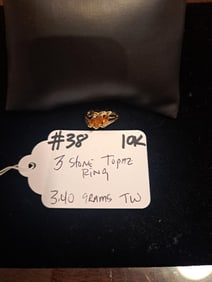 #38 10K
3 STONE TOPAZ
RING
3.40 GRAMS TW